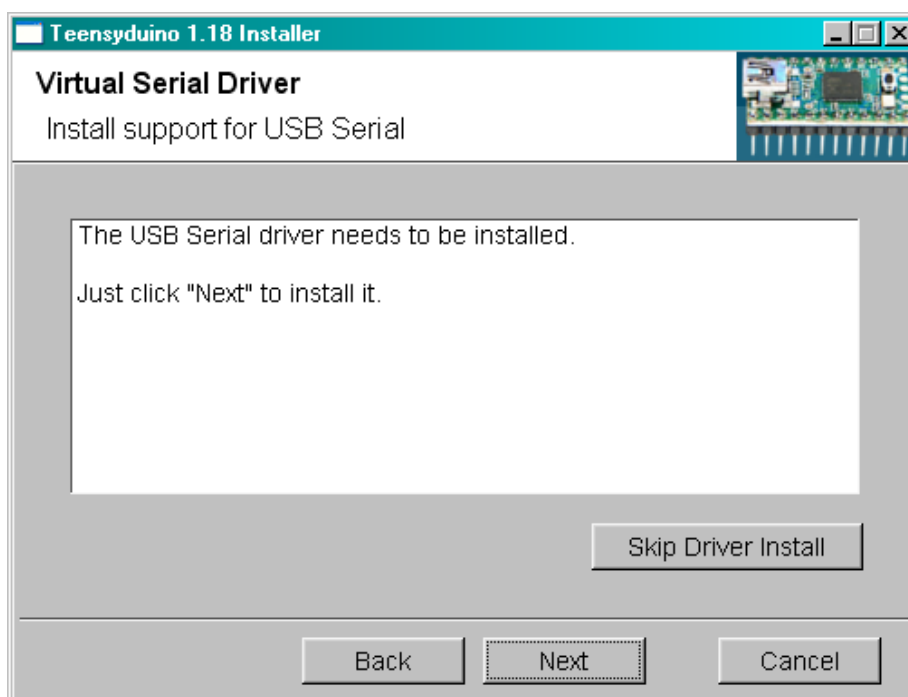 Teensyduino 1.18 Installer
Virtual Serial Driver
Install support for USB Serial
The USB Serial driver needs to be installed.
Just click "Next" to install it.
Skip Driver Install
Back
Next
Cancel